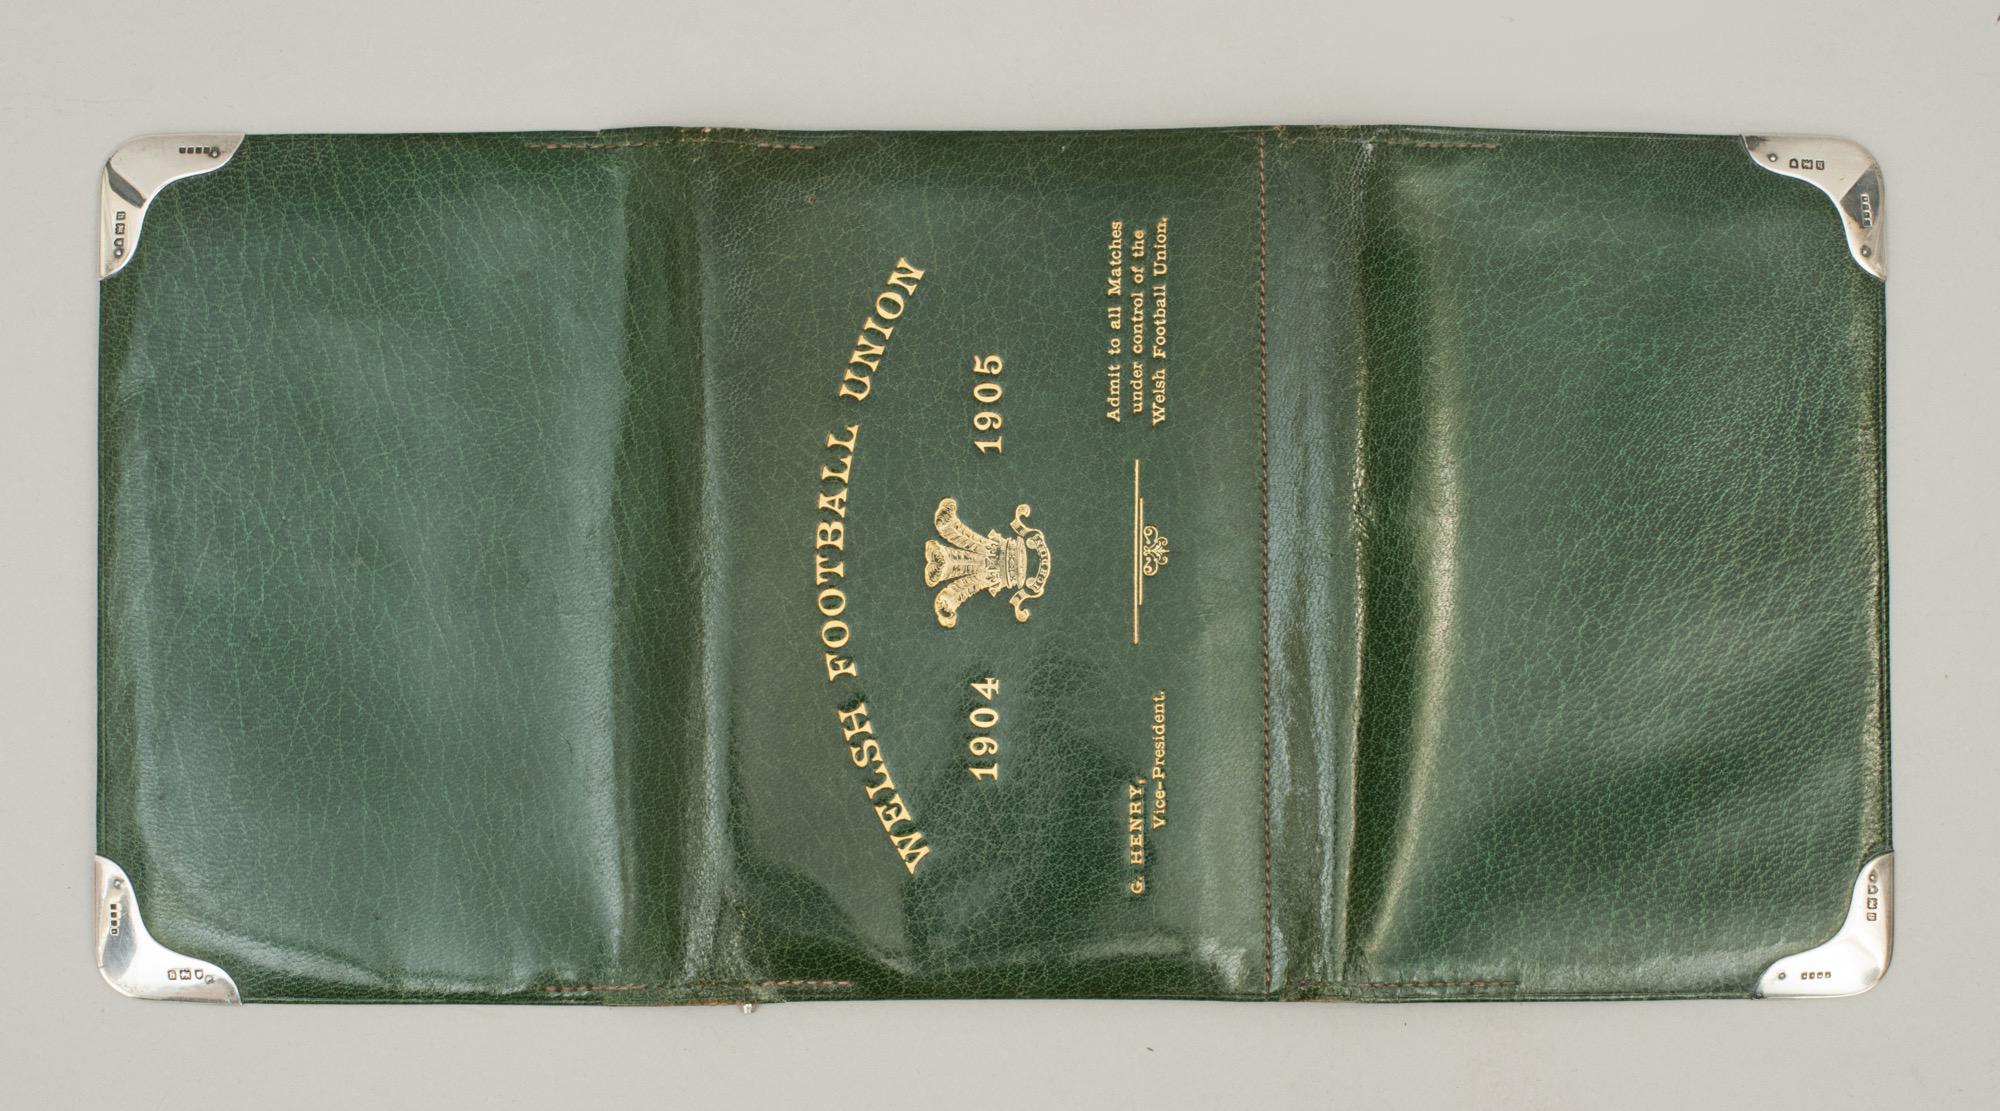 WELSH FOOTBALL UNION
1904 1905
G. HENRY,
Vice-President.
Admit to all Matches
under control of the
Welsh Football Union.